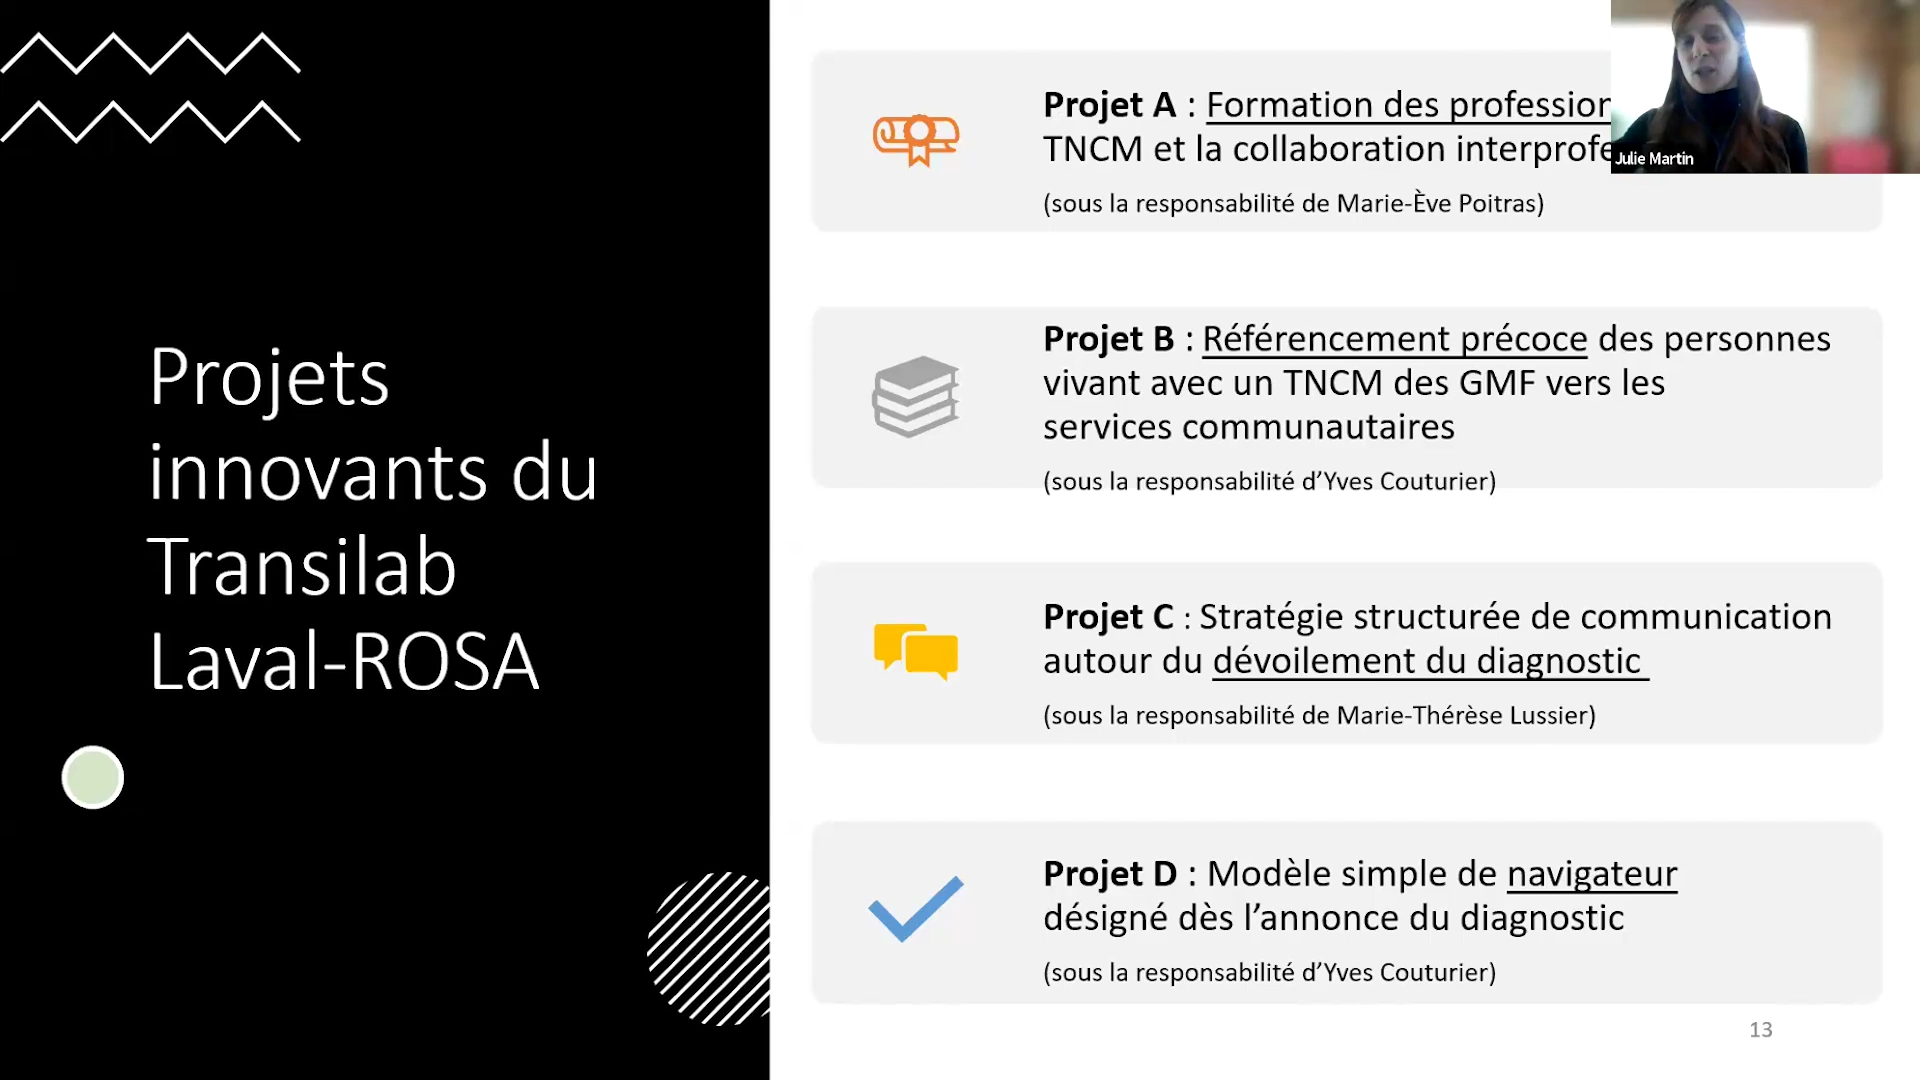 Projets
innovants du
Transilab
Laval-ROSA
Projet A : Formation des
TNCM et la collaboration
(sous la responsabilité de Marie-Ève Poitras)
Julie Martin
Projet B : Référencement précoce des personnes
vivant avec un TNCM des GMF vers les
services communautaires
(sous la responsabilité d’Yves Couturier)
Projet C : Stratégie structurée de communication
autour du dévoilement du diagnostic
(sous la responsabilité de Marie-Thérèse Lussier)
Projet D : Modèle simple de navigateur
désigné dès l’annonce du diagnostic
(sous la responsabilité d’Yves Couturier)
13